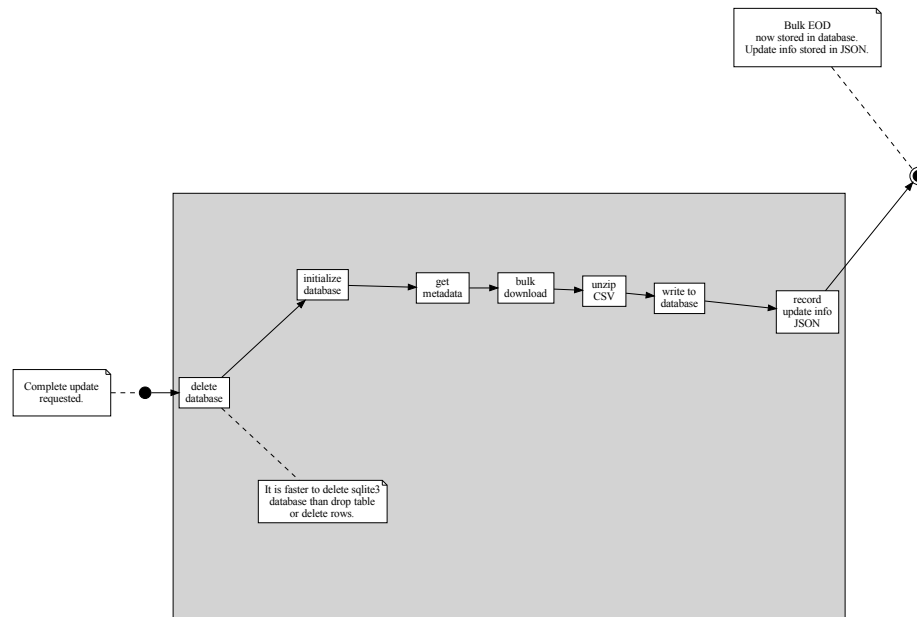 Bulk EOD
now stored in database.
Update info stored in JSON.
initialize
database
get
metadata
bulk
download
unzip
CSV
write to
database
record
update info
JSON
Complete update
requested.
delete
database
It is faster to delete sqlite3
database than drop table
or delete rows.